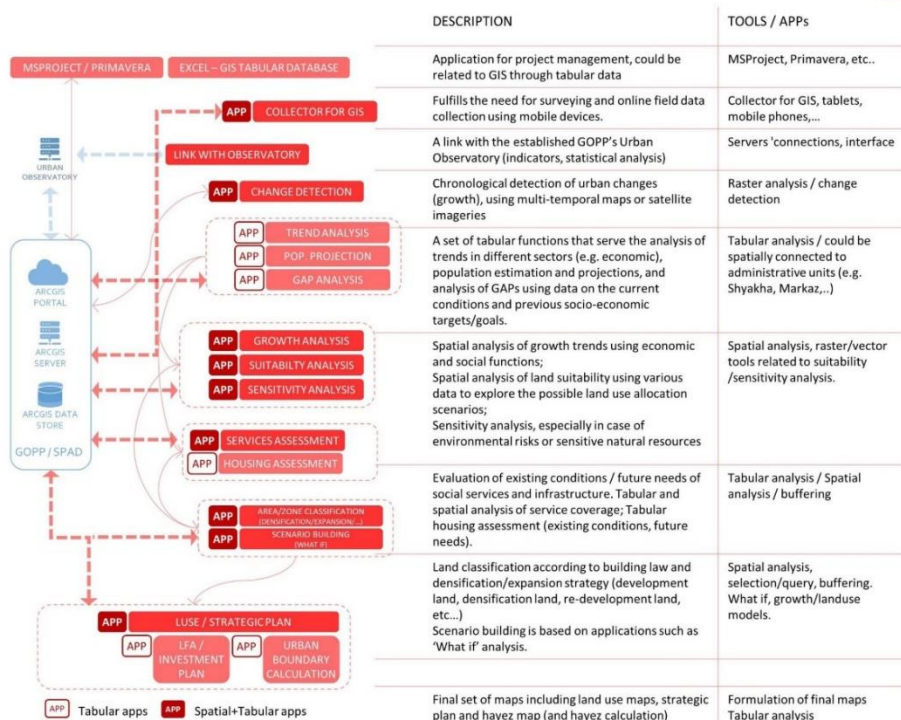 DESCRIPTION
TOOLS / APPs
MSPROJECT / PRIMAVERA
EXCEL – GIS TABULAR DATABASE
Application for project management, could be
related to GIS through tabular data
MSProject, Primavera, etc..
APP
COLLECTOR FOR GIS
Fulfills the need for surveying and online field data
collection using mobile devices.
Collector for GIS, tablets,
mobile phones,...
URBAN
OBSERVATORY
LINK WITH OBSERVATORY
A link with the established GOPP's Urban
Observatory (indicators, statistical analysis)
Servers 'connections, interface
APP
CHANGE DETECTION
Chronological detection of urban changes
(growth), using multi-temporal maps or satellite
imageries
Raster analysis / change
detection
APP
TREND ANALYSIS
APP
POP. PROJECTION
APP
GAP ANALYSIS
A set of tabular functions that serve the analysis of
trends in different sectors (e.g. economic),
population estimation and projections, and
analysis of GAPs using data on the current
conditions and previous socio-economic
targets/goals.
Tabular analysis / could be
spatially connected to
administrative units (e.g.
Shyakha, Markaz,..)
ARCGIS
PORTAL
ARCGIS
SERVER
ARCGIS DATA
STORE
GOPP / SPAD
APP
GROWTH ANALYSIS
APP
SUITABILTY ANALYSIS
APP
SENSITIVITY ANALYSIS
Spatial analysis of growth trends using economic
and social functions;
Spatial analysis of land suitability using various
data to explore the possible land use allocation
scenarios;
Sensitivity analysis, especially in case of
environmental risks or sensitive natural resources
Spatial analysis, raster/vector
tools related to suitability
/sensitivity analysis.
APP
SERVICES ASSESSMENT
APP
HOUSING ASSESSMENT
Evaluation of existing conditions / future needs of
social services and infrastructure. Tabular and
spatial analysis of service coverage; Tabular
housing assessment (existing conditions, future
needs).
Tabular analysis / Spatial
analysis / buffering
APP
AREA/ZONE CLASSIFICATION
(DENSIFICATION/EXPANSION/...)
APP
SCENARIO BUILDING
(WHAT IF)
Land classification according to building law and
densification/expansion strategy (development
land, densification land, re-development land,
etc...)
Scenario building is based on applications such as
'What if' analysis.
Spatial analysis,
selection/query, buffering.
What if, growth/landuse
models.
APP
LUSE / STRATEGIC PLAN
APP
LFA /
INVESTMENT
PLAN
APP
URBAN
BOUNDARY
CALCULATION
Final set of maps including land use maps, strategic
plan and hayez map (and hayez calculation)
Formulation of final maps
Tabular analysis
APP
Tabular apps
APP
Spatial+Tabular apps